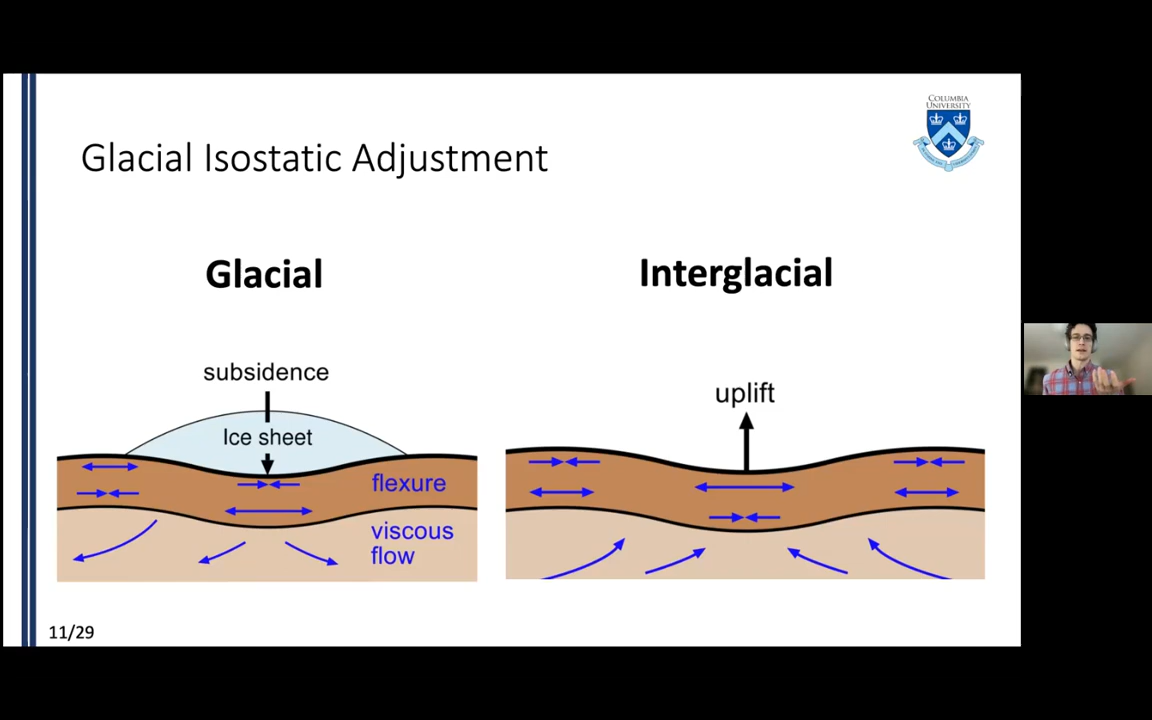 COLUMBIA
UNIVERSITY
Glacial Isostatic Adjustment
Glacial
Interglacial
subsidence
Ice sheet
flexure
viscous
flow
uplift
11/29